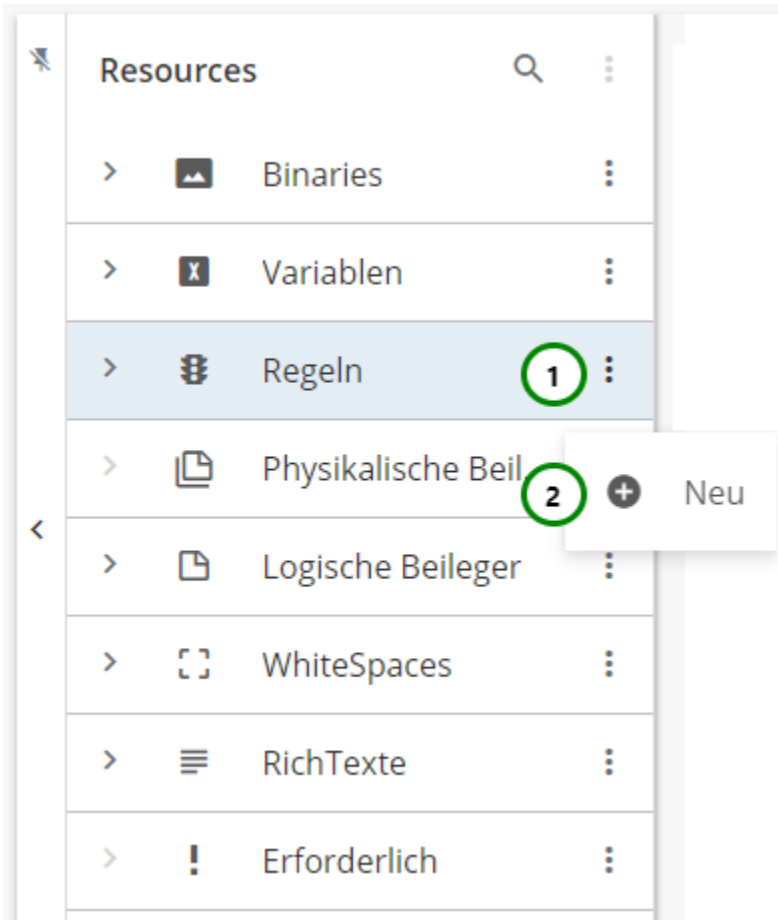 Resources
Binaries
Variablen
Regeln 1
Physikalische Beil
2 Neu
Logische Beileger
WhiteSpaces
RichTexte
Erforderlich